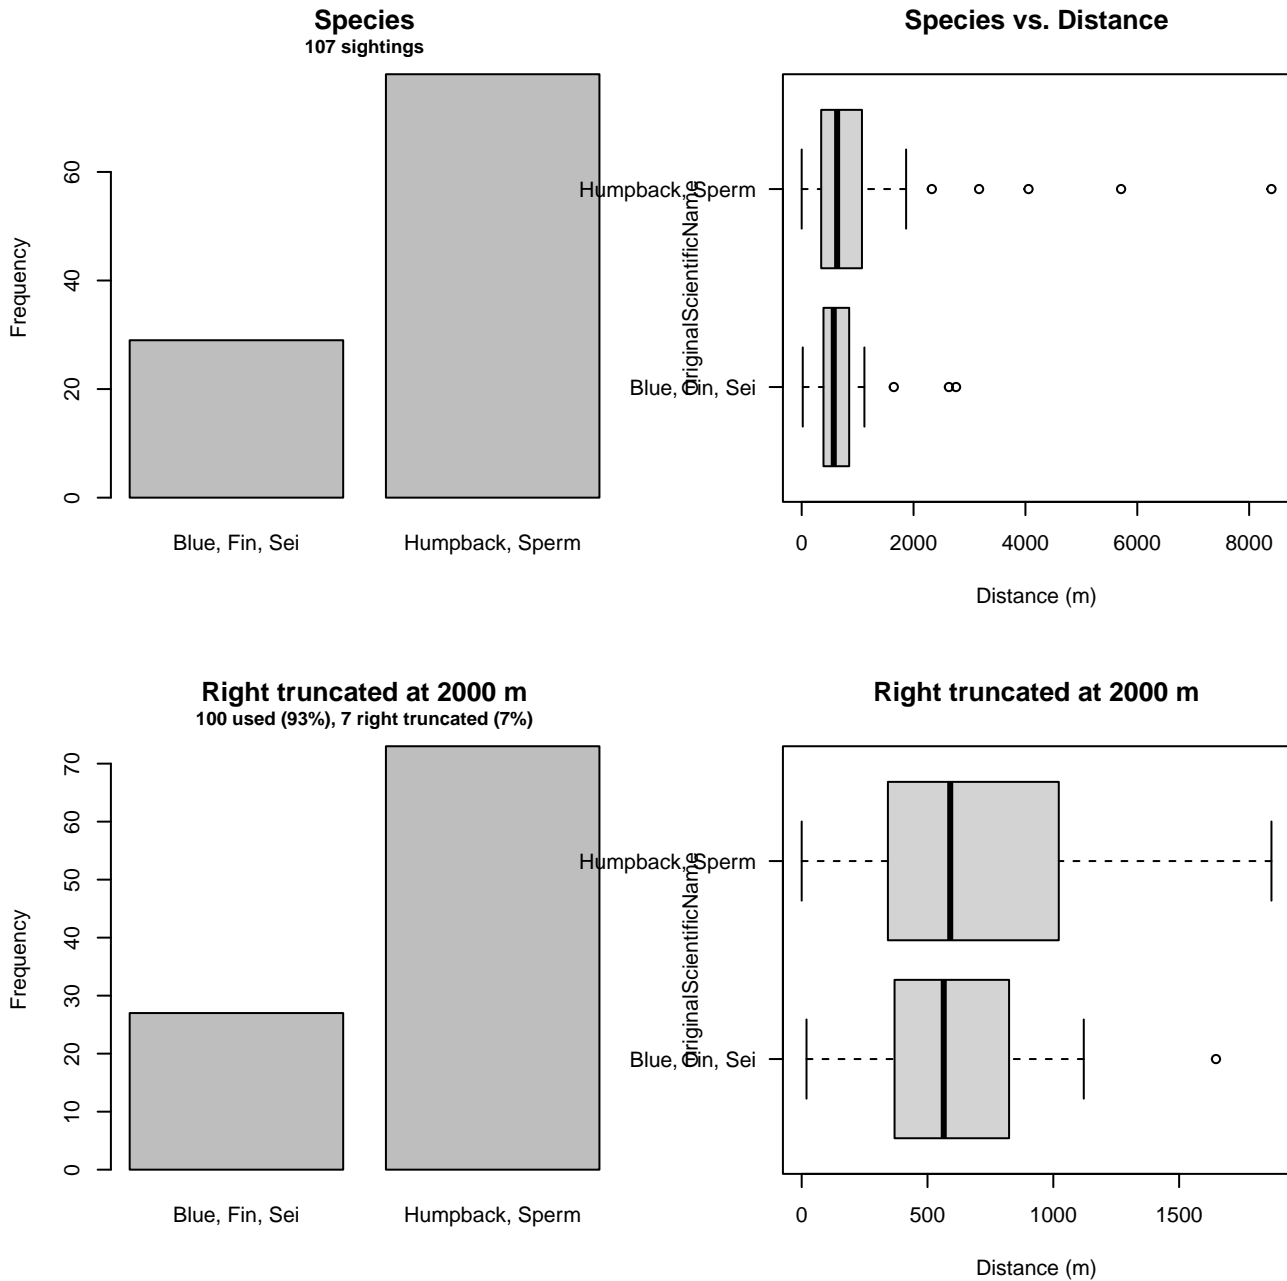 Species
107 sightings
Frequency
0
20
40
60
Blue, Fin, Sei
Humpback, Sperm
Species vs. Distance
OriginalScientificName
Humpback, Sperm
Blue, Fin, Sei
0 2000 4000 6000 8000
Distance (m)
Right truncated at 2000 m
100 used (93%), 7 right truncated (7%)
Frequency
0
10
20
30
40
50
60
70
Blue, Fin, Sei
Humpback, Sperm
Right truncated at 2000 m
OriginalScientificName
Humpback, Sperm
Blue, Fin, Sei
0 500 1000 1500
Distance (m)